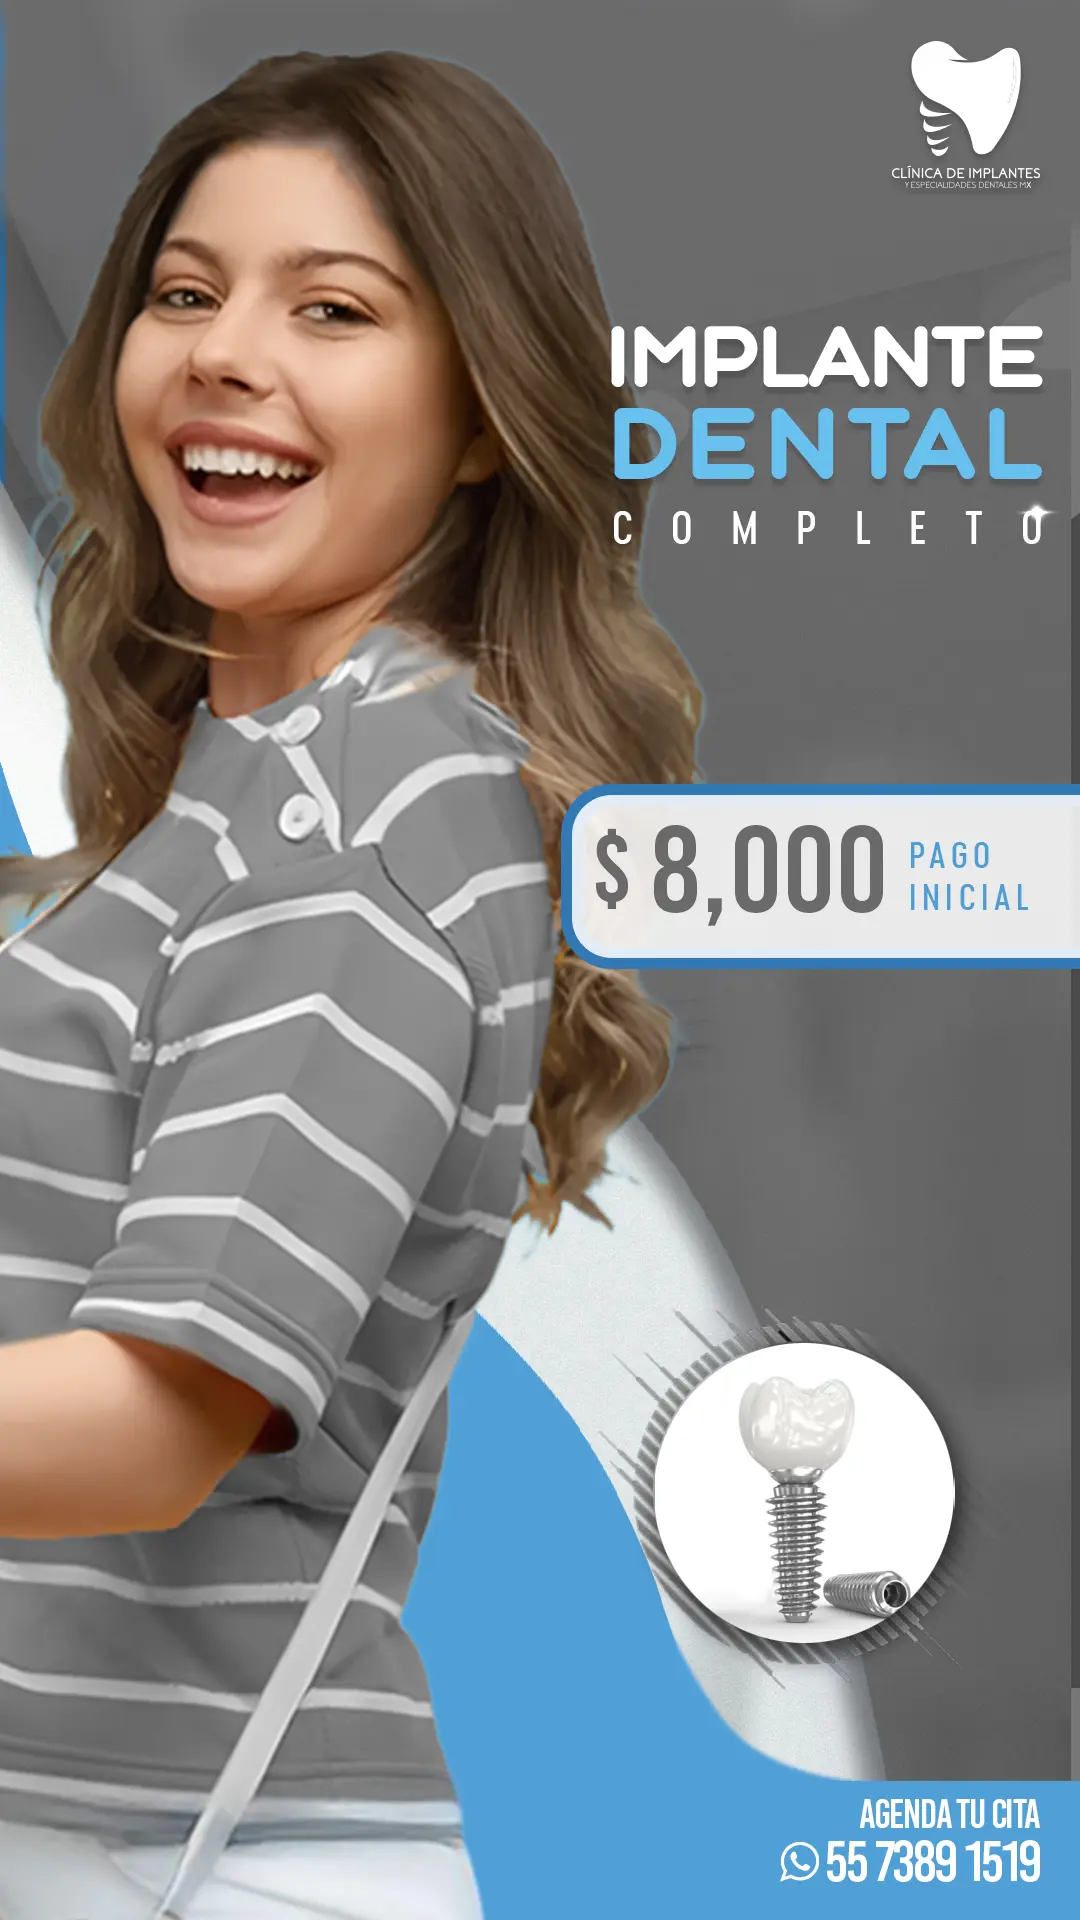 CLÍNICA DE IMPLANTES
Y ESPECIALIDADES DENTALES MX
IMPLANTE
DENTAL
COMPLETO
$ 8,000 PAGO
INICIAL
AGENDA TU CITA
55 7389 1519